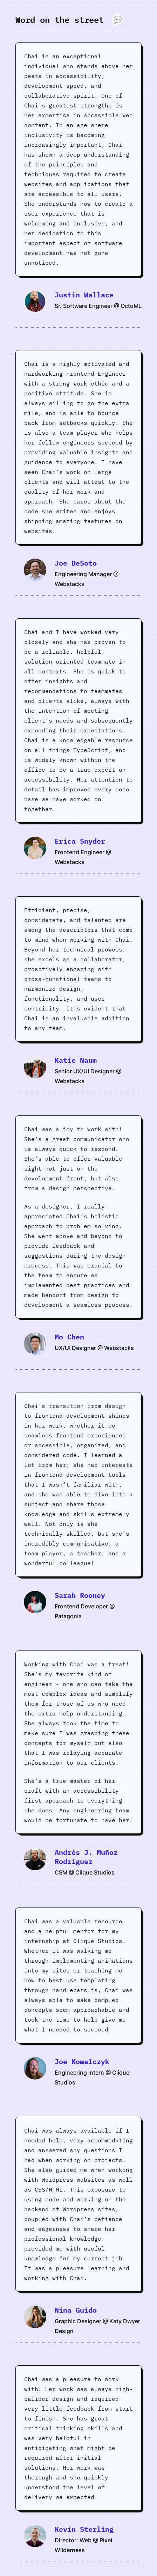 Word on the street 💬
Chai is an exceptional
individual who stands above her
peers in accessibility,
development speed, and
collaborative spirit. One of
Chai's greatest strengths is
her expertise in accessible web
content. In an age where
inclusivity is becoming
increasingly important, Chai
has shown a deep understanding
of the principles and
techniques required to create
websites and applications that
are accessible to all users.
She understands how to create a
user experience that is
welcoming and inclusive, and
her dedication to this
important aspect of software
development has not gone
unnoticed.
Justin Wallace
Sr. Software Engineer @ OctoML
Chai is a highly motivated and
hardworking Frontend Engineer
with a strong work ethic and a
positive attitude. She is
always willing to go the extra
mile, and is able to bounce
back from setbacks quickly. She
is also a team player who helps
her fellow engineers succeed by
providing valuable insights and
guidance to everyone. I have
seen Chai's work on large
clients and will attest to the
quality of her work and
approach. She cares about the
code she writes and enjoys
shipping amazing features on
websites.
Joe DeSoto
Engineering Manager @
Webstacks
Chai and I have worked very
closely and she has proven to
be a reliable, helpful,
solution oriented teammate in
all contexts. She is quick to
offer insights and
recommendations to teammates
and clients alike, always with
the intention of meeting
client's needs and consequently
exceeding their expectations.
Chai is a knowledgable resource
on all things TypeScript, and
is widely known within the
office to be a true expert on
accessibility. Her attention to
detail has improved every code
base we have worked on
together.
Erica Snyder
Frontend Engineer @
Webstacks
Efficient, precise,
considerate, and talented are
among the descriptors that come
to mind when working with Chai.
Beyond her technical prowess,
she excels as a collaborator,
proactively engaging with
cross-functional teams to
harmonize design,
functionality, and user-
centricity. It's evident that
Chai is an invaluable addition
to any team.
Katie Naum
Senior UX/UI Designer @
Webstacks
Chai was a joy to work with!
She's a great communicator who
is always quick to respond.
She's able to offer valuable
sight not just on the
development front, but also
from a design perspective.
As a designer, I really
appreciated Chai's holistic
approach to problem solving.
She went above and beyond to
provide feedback and
suggestions during the design
process. This was crucial to
the team to ensure we
implemented best practices and
made handoff from design to
development a seamless process.
Mo Chen
UX/UI Designer @ Webstacks
Chai's transition from design
to frontend development shines
in her work, whether it be
seamless frontend experiences
or accessible, organized, and
considered code. I learned a
lot from her; she had interests
in frontend development tools
that I wasn't familiar with,
and she was able to dive into a
subject and share those
knowledge and skills extremely
well. Not only is she
technically skilled, but she's
incredibly communicative, a
team player, a teacher, and a
wonderful colleague!
Sarah Rooney
Frontend Developer @
Patagonia
Working with Chai was a treat!
She's my favorite kind of
engineer - one who can take the
most complex ideas and simplify
them for those of us who need
the extra help understanding.
She always took the time to
make sure I was grasping these
concepts for myself but also
that I was relaying accurate
information to our clients.
She's a true master of her
craft with an accessibility-
first approach to everything
she does. Any engineering team
would be fortunate to have her!
Andrés J. Muñoz
Rodriguez
CSM @ Clique Studios
Chai was a valuable resource
and a helpful mentor for my
internship at Clique Studios.
Whether it was walking me
through implementing animations
into my sites or teaching me
how to best use templating
through handlebars.js, Chai was
always able to make complex
concepts seem approachable and
took the time to help give me
what I needed to succeed.
Joe Kowalczyk
Engineering Intern @ Clique
Studios
Chai was always available if I
needed help, very accommodating
and answered any questions I
had when working on projects.
She also guided me when working
with Wordpress websites as well
as CSS/HTML. This exposure to
using code and working on the
backend of Wordpress sites,
coupled with Chai's patience
and eagerness to share her
professional knowledge,
provided me with useful
knowledge for my current job.
It was a pleasure learning and
working with Chai.
Nina Guido
Graphic Designer @ Katy Dwyer
Design
Chai was a pleasure to work
with! Her work was always high-
caliber design and required
very little feedback from start
to finish. She has great
critical thinking skills and
was very helpful in
anticipating what might be
required after initial
solutions. Her work was
thorough and she quickly
understood the level of
delivery we expected.
Kevin Sterling
Director: Web @ Pixel
Wilderness